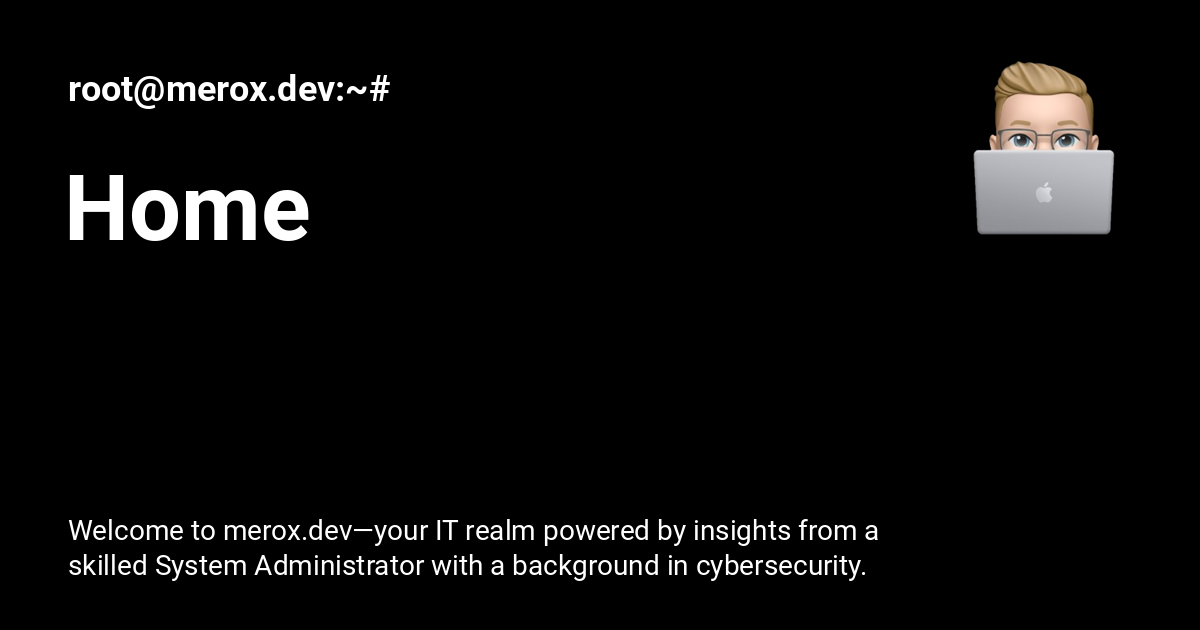 root@merox.dev:~#
Home
Welcome to merox.dev—your IT realm powered by insights from a
skilled System Administrator with a background in cybersecurity.